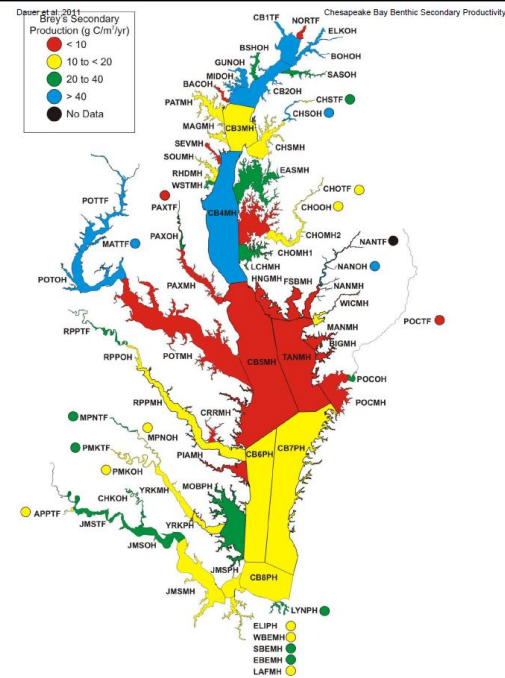 Dauer et al. 2011
Chesapeake Bay Benthic Secondary Productivity
Brey's Secondary
Production (g C/m²/yr)
< 10
10 to < 20
20 to 40
> 40
No Data
CB1TF
NORTF
ELKOH
BSHOH
BOHOH
GUNOH
MIDOH
SASOH
BACOH
CB2OH
PATMH
CHSTF
CHSOH
MAGMH
CB3MH
SEVMH
CHSMH
SOUMH
RHDMH
EASMH
WSTMH
CHOTF
POTTF
PAXTF
CHOOH
CB4MH
MATTF
PAXOH
CHOMH2
NANTF
CHOMH1
LCHMH
NANOH
POTOH
HNGMH
FSBMH
PAXMH
NANMH
WICMH
POCTF
RPPTF
MANMH
BIGMH
RPPOH
POTMH
CB5MH
TANMH
POCOH
RPPMH
POCMH
CRRMH
MPNTF
MPNOH
PMKTF
PIAMH
CB6PH
CB7PH
PMKOH
MOBPH
YRKMH
CHKOH
APPTF
JMSTF
YRKPH
JMSOH
JMSPH
CB8PH
JMSMH
LYNPH
ELIPH
WBEMH
SBEMH
EBEMH
LAFMH